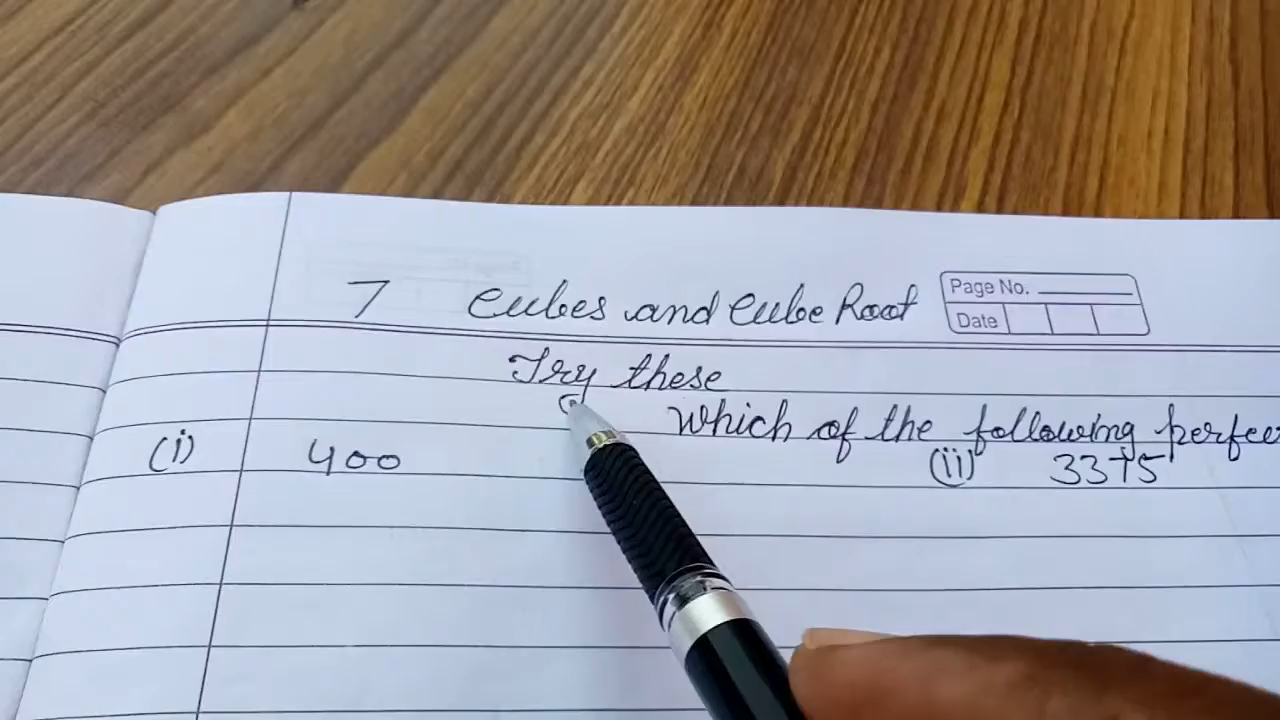 7 Cubes and Cube Root
Page No.
Date
Try these
Which of the following
(i) 400 (ii) 3375